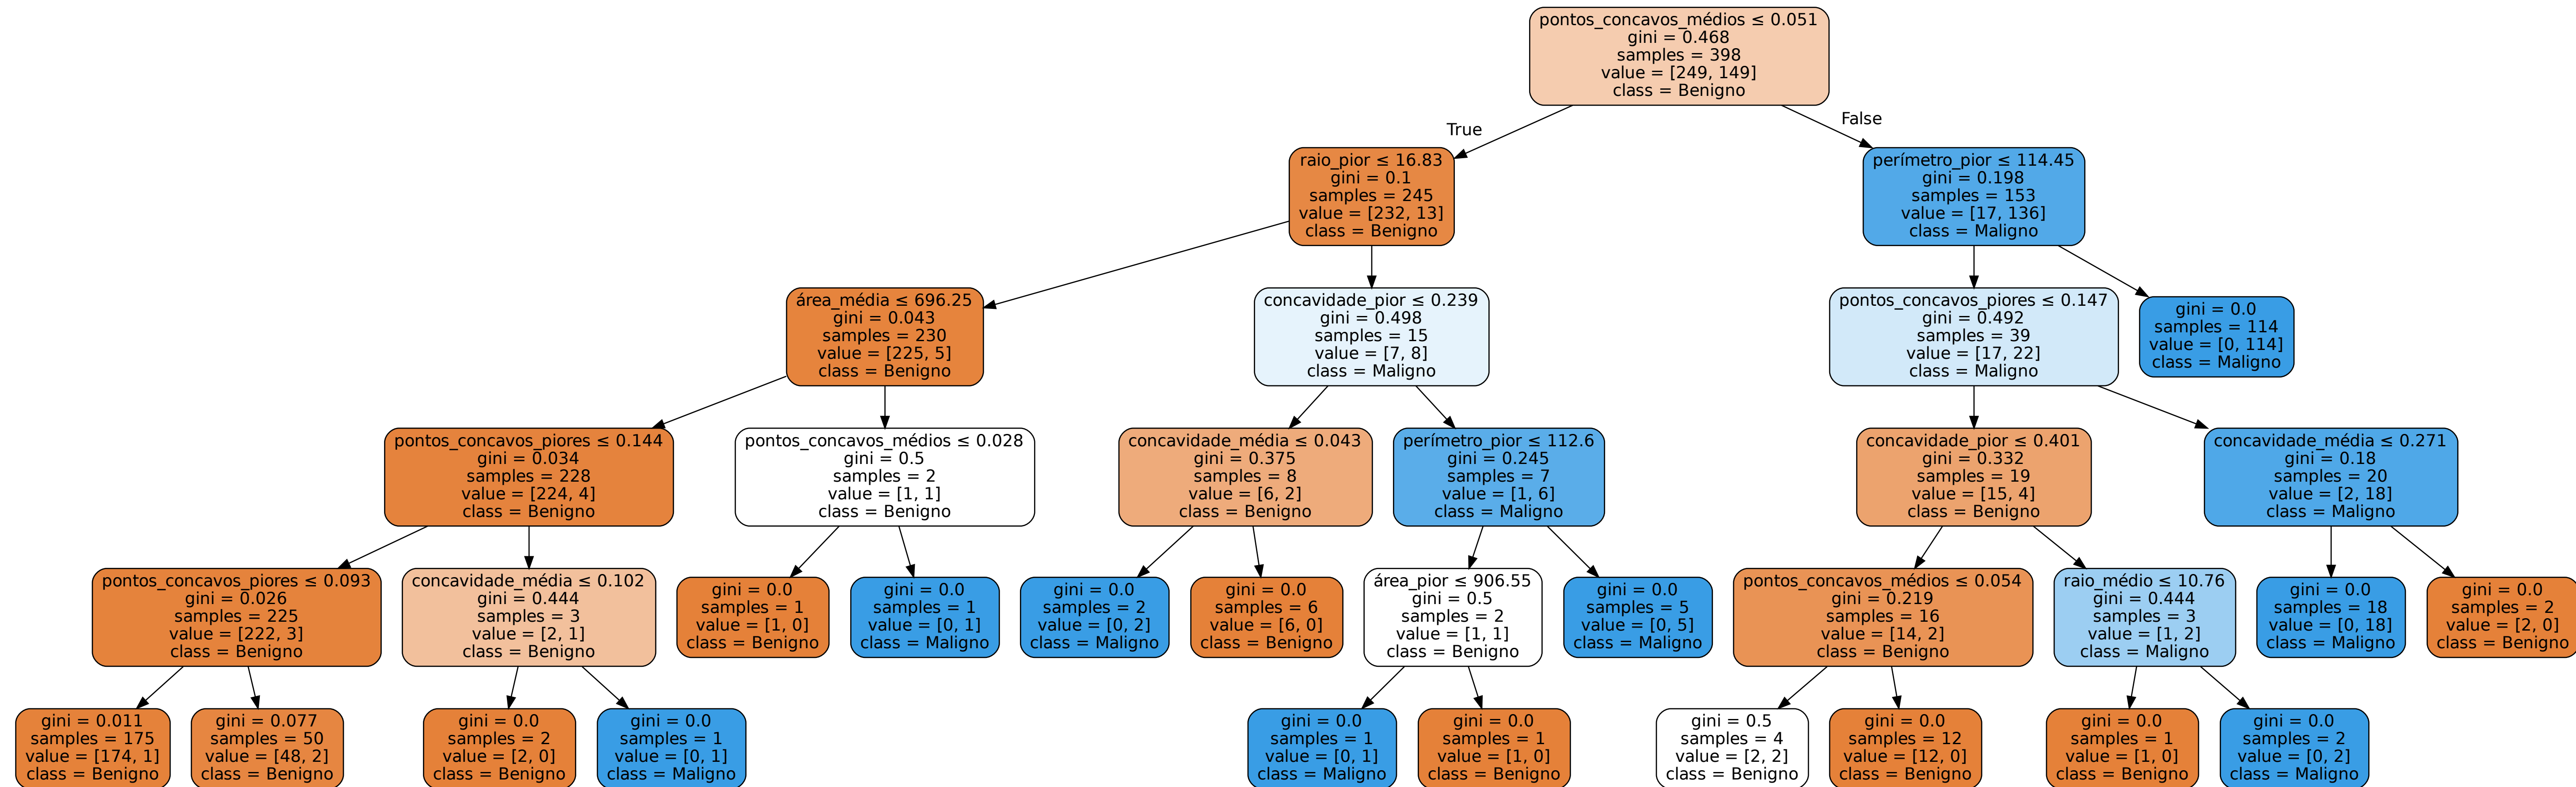 pontos_concavos_médios ≤ 0.051
gini = 0.468
samples = 398
value = [249, 149]
class = Benigno
True
False
raio_pior ≤ 16.83
gini = 0.1
samples = 245
value = [232, 13]
class = Benigno
perímetro_pior ≤ 114.45
gini = 0.198
samples = 153
value = [17, 136]
class = Maligno
área_média ≤ 696.25
gini = 0.043
samples = 230
value = [225, 5]
class = Benigno
concavidade_pior ≤ 0.239
gini = 0.498
samples = 15
value = [7, 8]
class = Maligno
pontos_concavos_piores ≤ 0.147
gini = 0.492
samples = 39
value = [17, 22]
class = Maligno
gini = 0.0
samples = 114
value = [0, 114]
class = Maligno
pontos_concavos_piores ≤ 0.144
gini = 0.034
samples = 228
value = [224, 4]
class = Benigno
pontos_concavos_médios ≤ 0.028
gini = 0.5
samples = 2
value = [1, 1]
class = Benigno
concavidade_média ≤ 0.043
gini = 0.375
samples = 8
value = [6, 2]
class = Benigno
perímetro_pior ≤ 112.6
gini = 0.245
samples = 7
value = [1, 6]
class = Maligno
concavidade_pior ≤ 0.401
gini = 0.332
samples = 19
value = [15, 4]
class = Benigno
concavidade_média ≤ 0.271
gini = 0.18
samples = 20
value = [2, 18]
class = Maligno
pontos_concavos_piores ≤ 0.093
gini = 0.026
samples = 225
value = [222, 3]
class = Benigno
concavidade_média ≤ 0.102
gini = 0.444
samples = 3
value = [2, 1]
class = Benigno
gini = 0.0
samples = 1
value = [1, 0]
class = Benigno
gini = 0.0
samples = 1
value = [0, 1]
class = Maligno
gini = 0.0
samples = 2
value = [0, 2]
class = Maligno
gini = 0.0
samples = 6
value = [6, 0]
class = Benigno
área_pior ≤ 906.55
gini = 0.5
samples = 2
value = [1, 1]
class = Benigno
gini = 0.0
samples = 5
value = [0, 5]
class = Maligno
pontos_concavos_médios ≤ 0.054
gini = 0.219
samples = 16
value = [14, 2]
class = Benigno
raio_médio ≤ 10.76
gini = 0.444
samples = 3
value = [1, 2]
class = Maligno
gini = 0.0
samples = 18
value = [0, 18]
class = Maligno
gini = 0.0
samples = 2
value = [2, 0]
class = Benigno
gini = 0.011
samples = 175
value = [174, 1]
class = Benigno
gini = 0.077
samples = 50
value = [48, 2]
class = Benigno
gini = 0.0
samples = 2
value = [2, 0]
class = Benigno
gini = 0.0
samples = 1
value = [0, 1]
class = Maligno
gini = 0.0
samples = 1
value = [0, 1]
class = Maligno
gini = 0.0
samples = 1
value = [1, 0]
class = Benigno
gini = 0.5
samples = 4
value = [2, 2]
class = Benigno
gini = 0.0
samples = 12
value = [12, 0]
class = Benigno
gini = 0.0
samples = 1
value = [1, 0]
class = Benigno
gini = 0.0
samples = 2
value = [0, 2]
class = Maligno